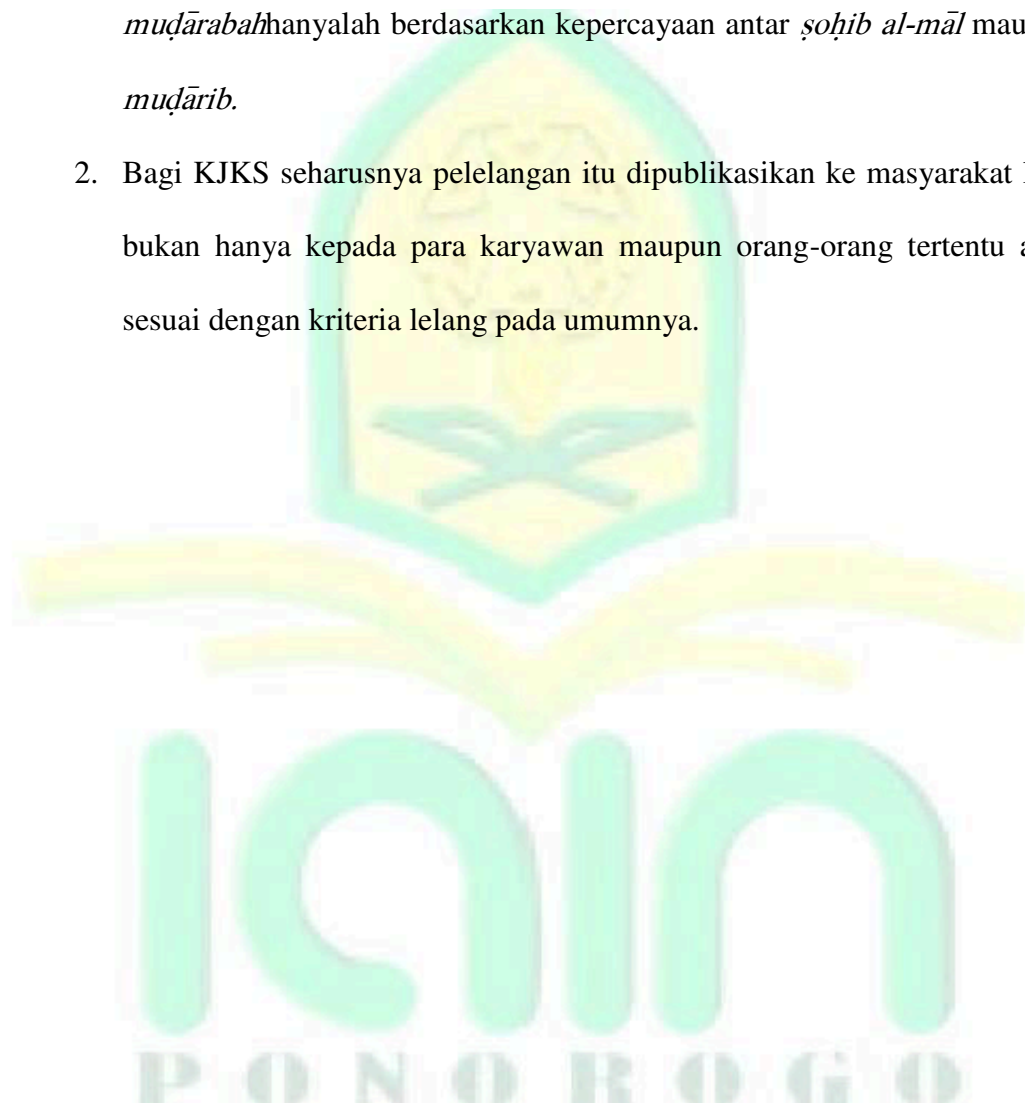 muḍārabahhanyalah berdasarkan kepercayaan antar ṣoḥib al-māl mau
muḍārib.
2. Bagi KJKS seharusnya pelelangan itu dipublikasikan ke masyarakat
bukan hanya kepada para karyawan maupun orang-orang tertentu a
sesuai dengan kriteria lelang pada umumnya.
iain
PONOROGO